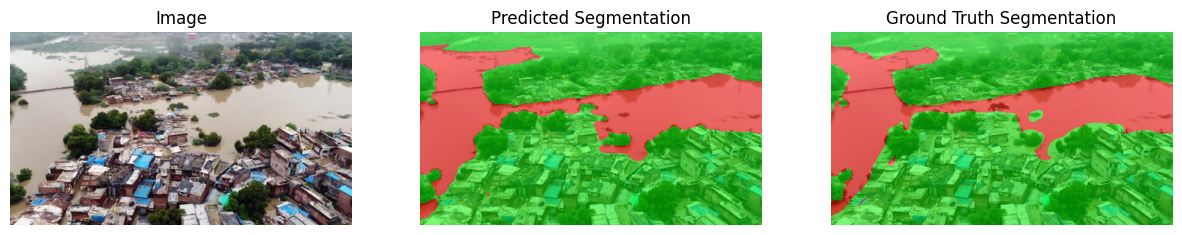 Image
Predicted Segmentation
Ground Truth Segmentation